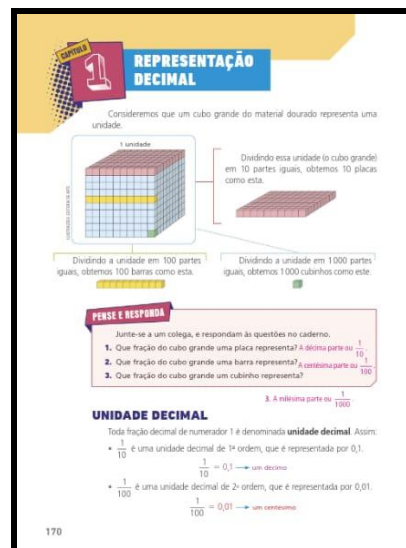 CAPÍTULO
1
REPRESENTAÇÃO
DECIMAL
Consideremos que um cubo grande do material dourado representa uma
unidade.
1 unidade
Dividindo essa unidade (o cubo grande)
em 10 partes iguais, obtemos 10 placas
como esta.
Dividindo a unidade em 100 partes
iguais, obtemos 100 barras como esta.
Dividindo a unidade em 1000 partes
iguais, obtemos 1000 cubinhos como este.
PENSE E RESPONDA
Junte-se a um colega, e respondam às questões no caderno.
1. Que fração do cubo grande uma placa representa? A décima parte ou 1/10.
2. Que fração do cubo grande uma barra representa? A centésima parte ou 1/100.
3. Que fração do cubo grande um cubinho representa?
3. A milésima parte ou 1/1000.
UNIDADE DECIMAL
Toda fração decimal de numerador 1 é denominada unidade decimal. Assim:
• 1/10 é uma unidade decimal de 1ª ordem, que é representada por 0,1.
1/10 = 0,1 → um décimo
• 1/100 é uma unidade decimal de 2ª ordem, que é representada por 0,01.
1/100 = 0,01 → um centésimo
170